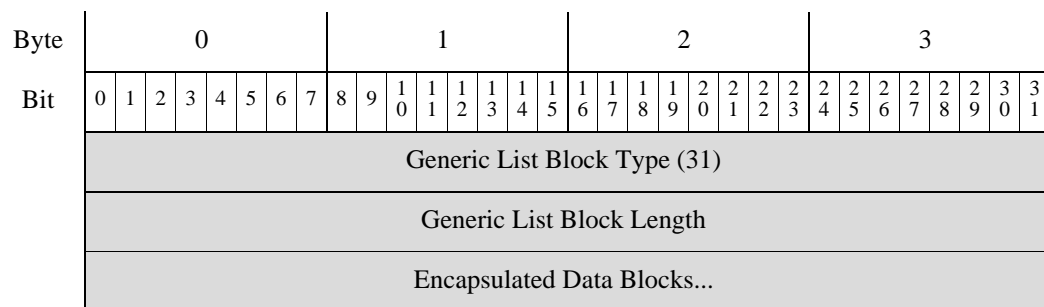 Byte 0 1 2 3
Bit 0 1 2 3 4 5 6 7 8 9 10 11 12 13 14 15 16 17 18 19 20 21 22 23 24 25 26 27 28 29 30 31
Generic List Block Type (31)
Generic List Block Length
Encapsulated Data Blocks...